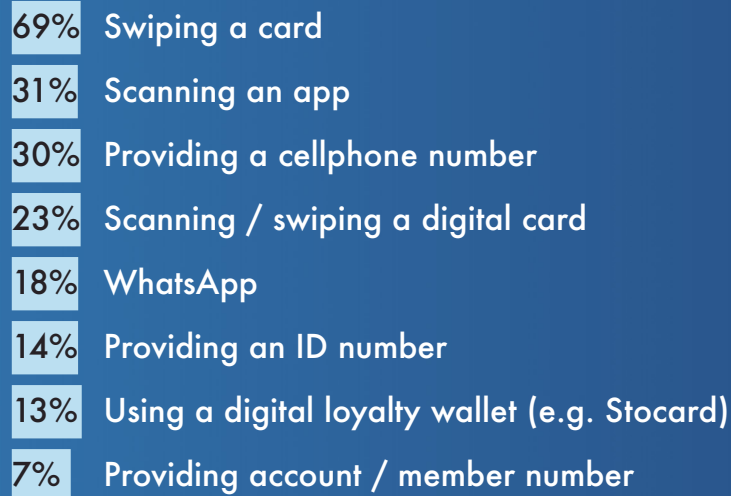 69% Swiping a card
31% Scanning an app
30% Providing a cellphone number
23% Scanning / swiping a digital card
18% WhatsApp
14% Providing an ID number
13% Using a digital loyalty wallet (e.g. Stocard)
7% Providing account / member number